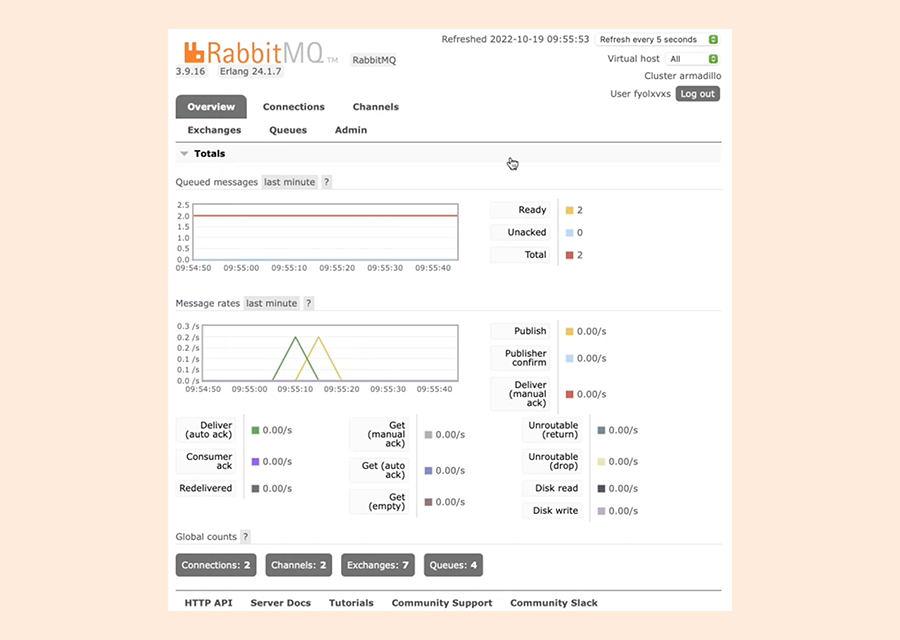 Refreshed 2022-10-19 09:55:53 Refresh every 5 seconds
RabbitMQ TM RabbitMQ
3.9.16 Erlang 24.1.7
Virtual host All
Cluster armadillo
User fyolxvxs Log out
Overview Connections Channels
Exchanges Queues Admin
Totals
Queued messages last minute ?
2.5
2.0
1.5
1.0
0.5
0.0
09:54:50 09:55:00 09:55:10 09:55:20 09:55:30 09:55:40
Ready 2
Unacked 0
Total 2
Message rates last minute ?
0.3 /s
0.2 /s
0.2 /s
0.1 /s
0.1 /s
0.0 /s
09:54:50 09:55:00 09:55:10 09:55:20 09:55:30 09:55:40
Publish 0.00/s
Publisher
confirm 0.00/s
Deliver
(manual
ack) 0.00/s
Deliver
(auto ack) 0.00/s
Consumer
ack 0.00/s
Redelivered 0.00/s
Get
(manual
ack) 0.00/s
Get (auto
ack) 0.00/s
Get
(empty) 0.00/s
Unroutable
(return) 0.00/s
Unroutable
(drop) 0.00/s
Disk read 0.00/s
Disk write 0.00/s
Global counts ?
Connections: 2 Channels: 2 Exchanges: 7 Queues: 4
HTTP API Server Docs Tutorials Community Support Community Slack